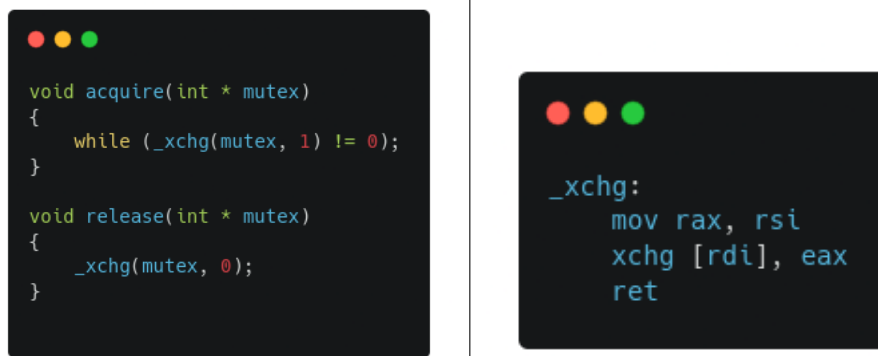 void acquire(int * mutex)
{
    while (_xchg(mutex, 1) != 0);
}
void release(int * mutex)
{
    _xchg(mutex, 0);
}
_xchg:
    mov rax, rsi
    xchg [rdi], eax
    ret